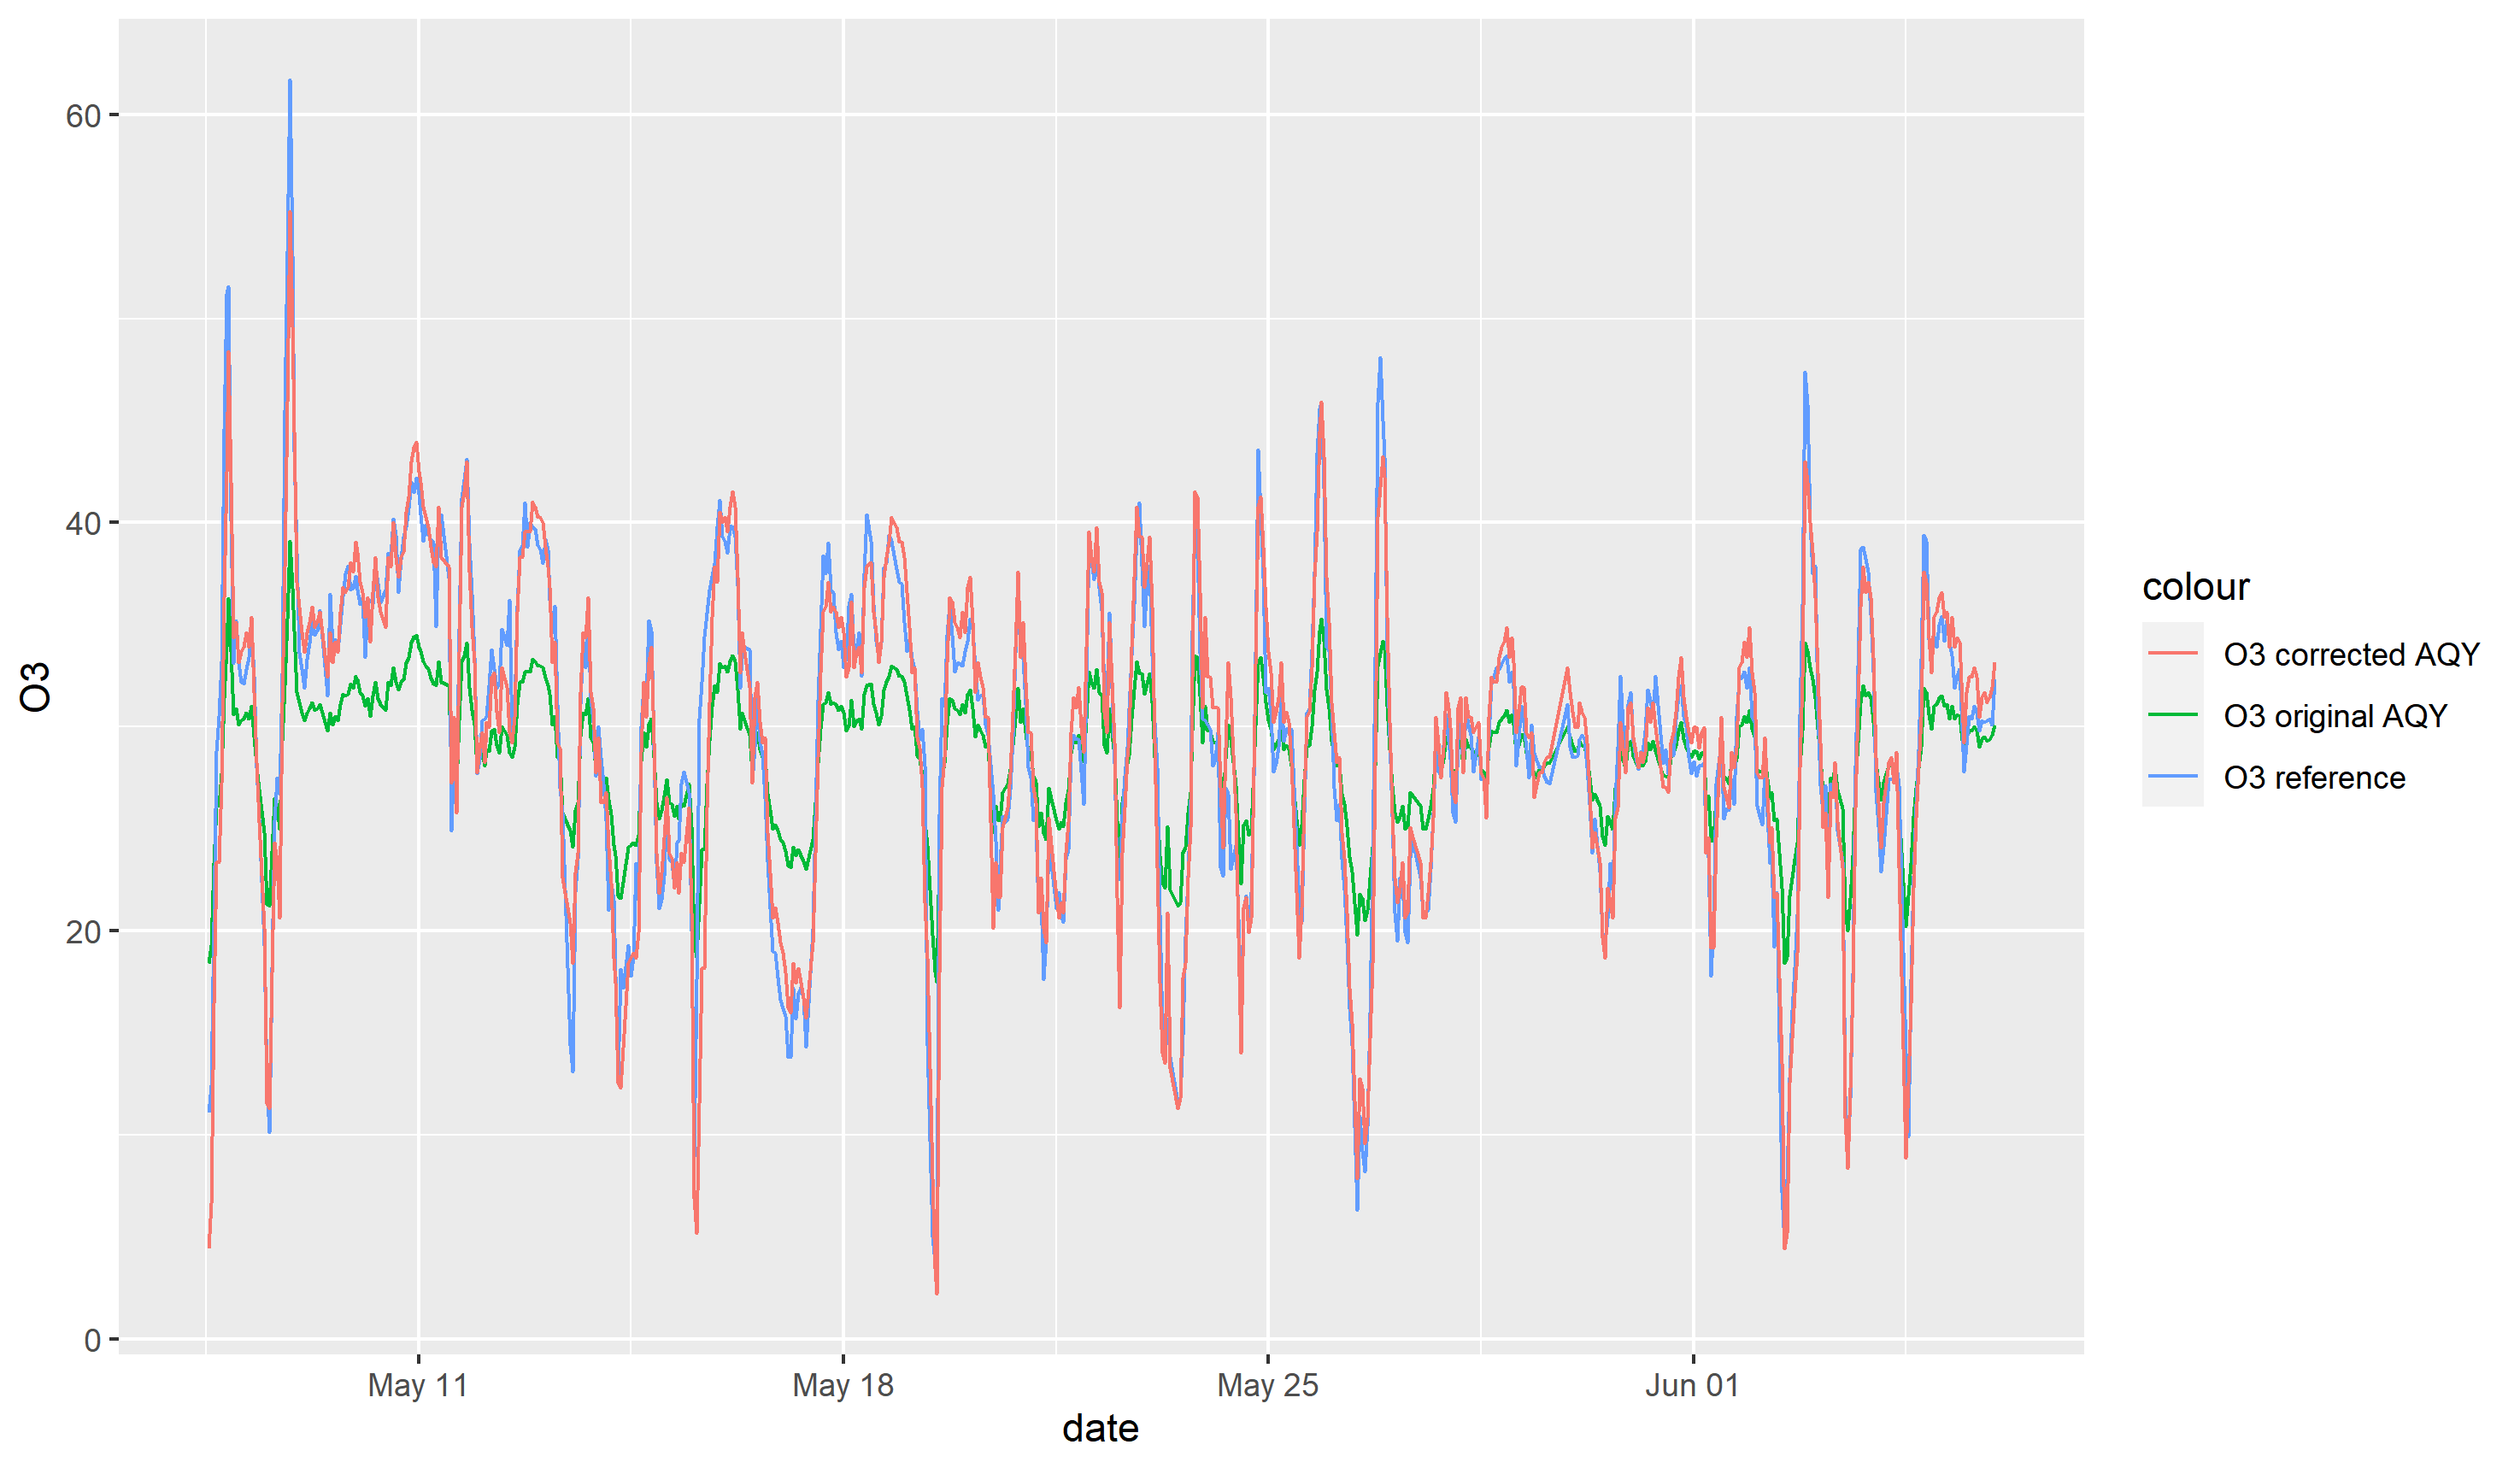 60
40
20
0
O3
May 11
May 18
May 25
Jun 01
date
colour
O3 corrected AQY
O3 original AQY
O3 reference